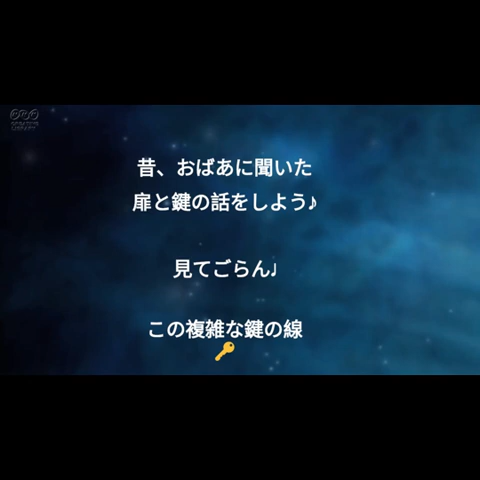 昔、おばあに聞いた
扉と鍵の話をしよう♪
見てごらん♩
この複雑な鍵の線